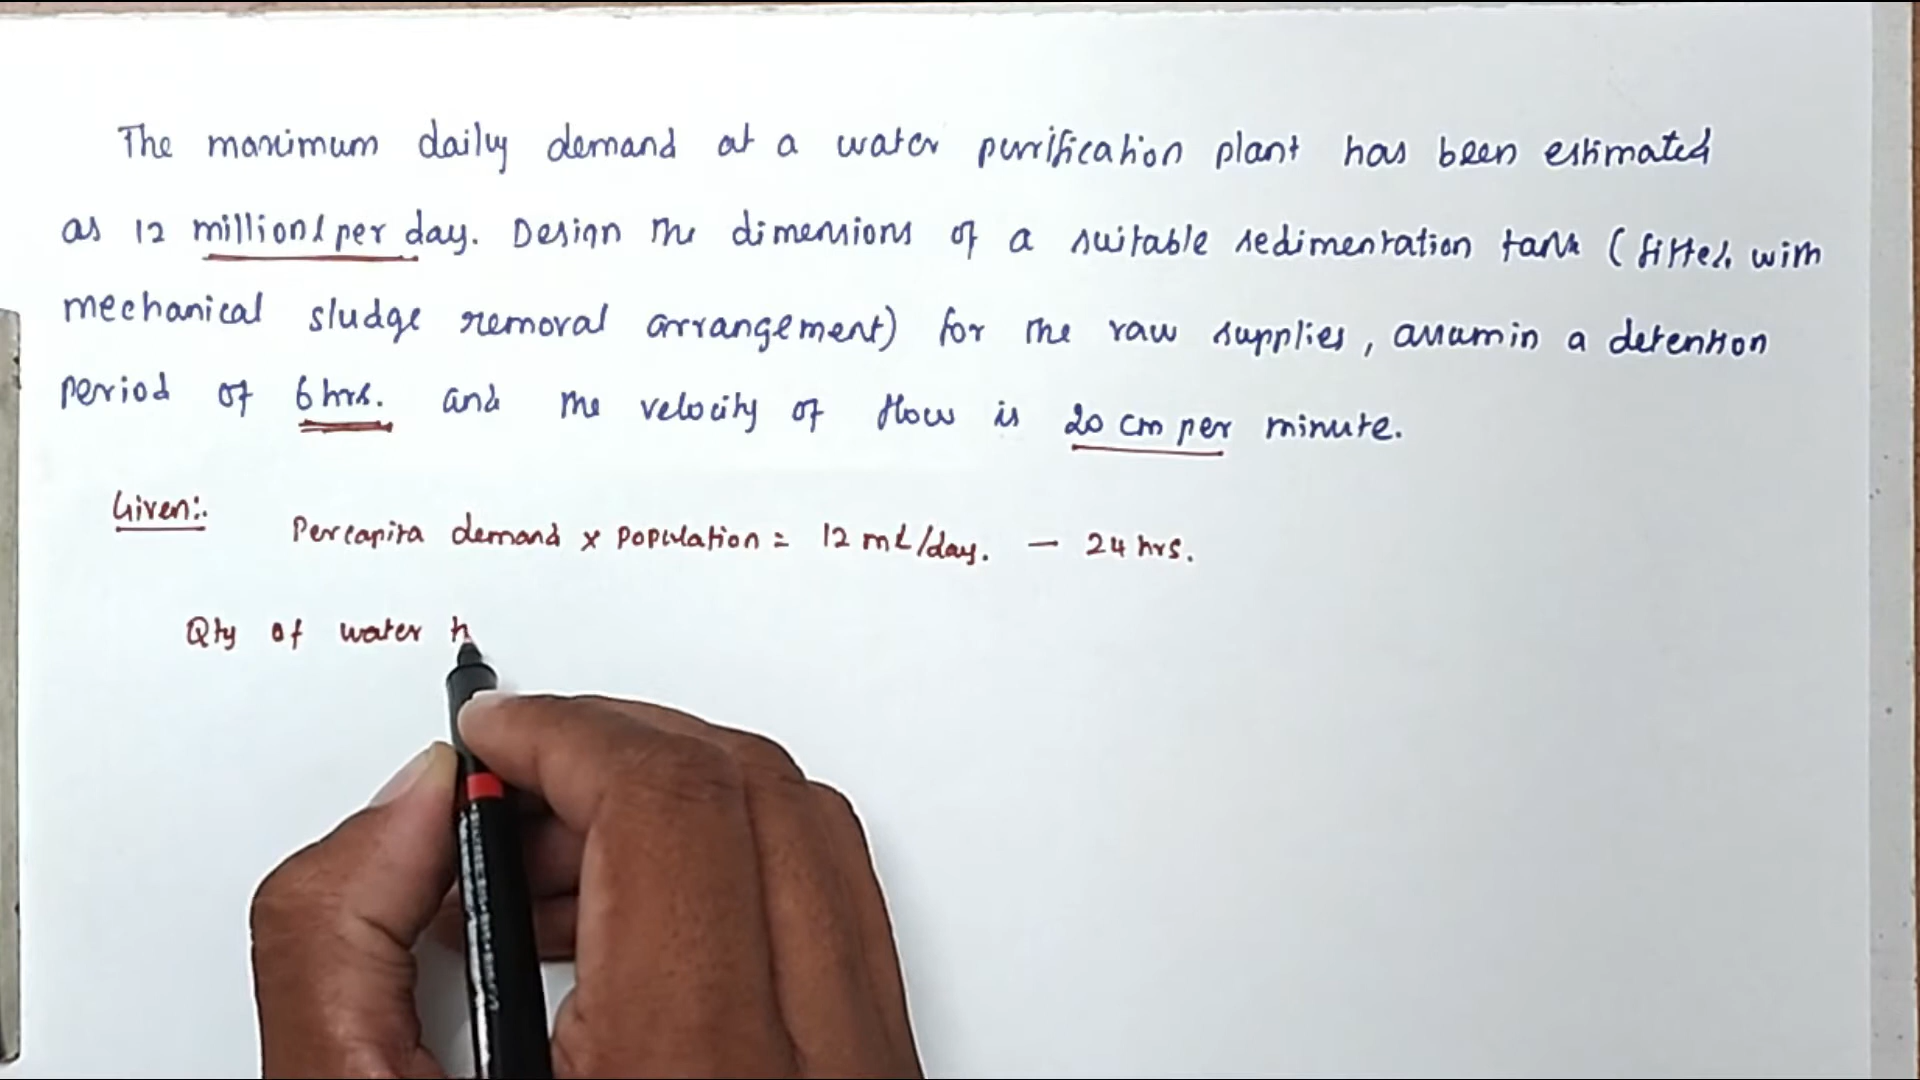 The maximum daily demand at a water purification plant has been estimated
as 12 million l per day. Design the dimensions of a suitable sedimentation tank (fitted with
mechanical sludge removal arrangement) for the raw supplies, assumin a detention
period of 6 hrs. and the velocity of flow is 20 cm per minute.
Given:.
Percapita demand x population = 12 mL/day. — 24 hrs.
Qty of water